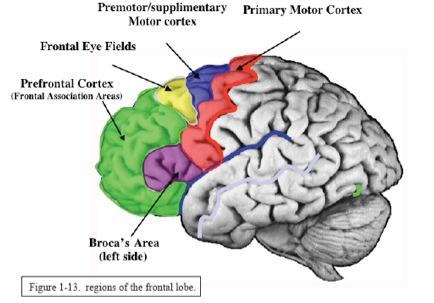 Premotor/supplimentary
Motor cortex
Primary Motor Cortex
Frontal Eye Fields
Prefrontal Cortex
(Frontal Association Areas)
Broca's Area
(left side)
Figure 1-13. regions of the frontal lobe.